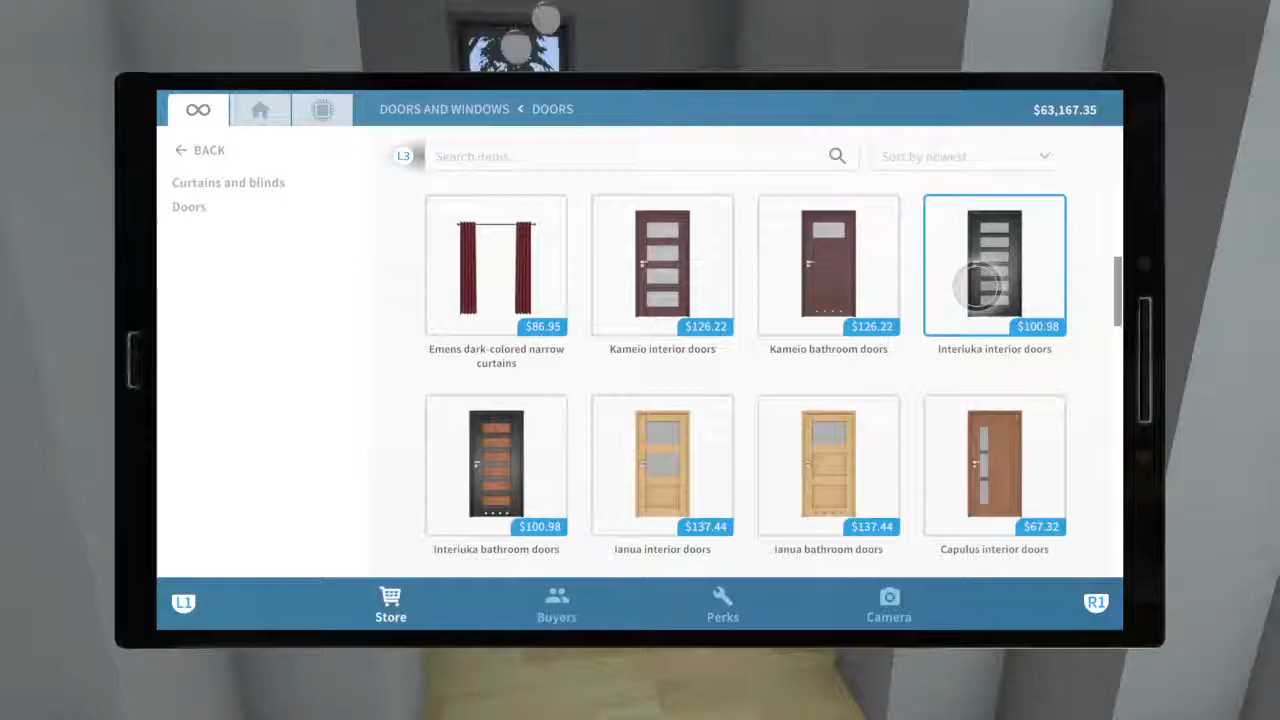 DOORS AND WINDOWS < DOORS
$63,167.35
BACK
L3
Search items...
Sort by newest
Curtains and blinds
Doors
$86.95
$126.22
$126.22
$100.98
Emens dark-colored narrow
curtains
Kameio interior doors
Kameio bathroom doors
Interiuka interior doors
$100.98
$137.44
$137.44
$67.32
Interiuka bathroom doors
Ianua interior doors
Ianua bathroom doors
Capulus interior doors
L1
Store
Buyers
Perks
Camera
R1